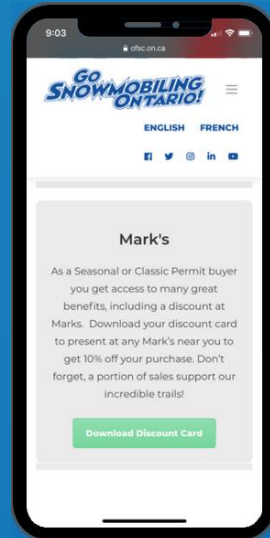 9:03
ofsc.on.ca
Go
SNOWMOBILING
ONTARIO!
ENGLISH FRENCH
Mark's
As a Seasonal or Classic Permit buyer
you get access to many great
benefits, including a discount at
Marks. Download your discount card
to present at any Mark's near you to
get 10% off your purchase. Don't
forget, a portion of sales support our
incredible trails!
Download Discount Card